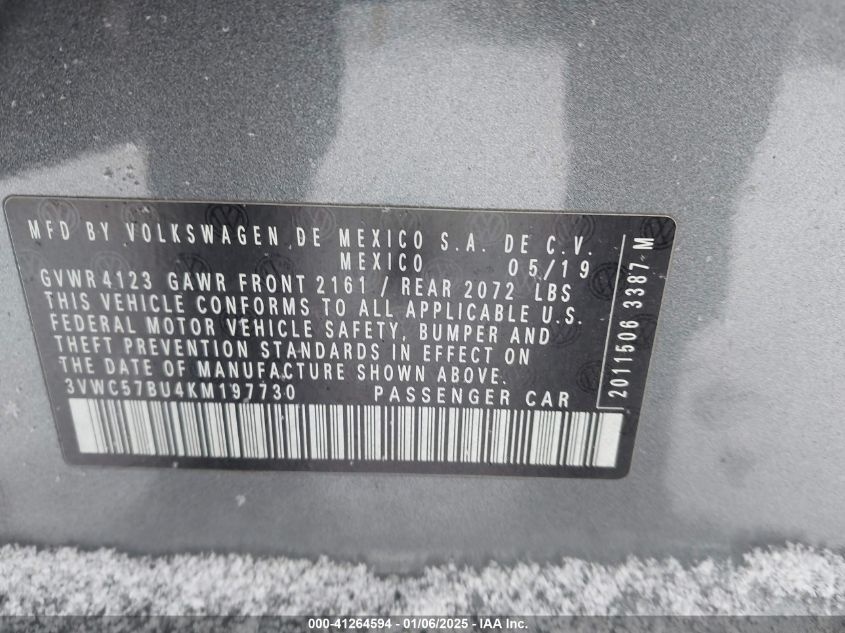 MFD BY VOLKSWAGEN DE MEXICO S.A. DE C.V.
MEXICO 05/19
GVWR 4123 GAWR FRONT 2161 / REAR 2072 LBS
THIS VEHICLE CONFORMS TO ALL APPLICABLE U.S.
FEDERAL MOTOR VEHICLE SAFETY, BUMPER AND
THEFT PREVENTION STANDARDS IN EFFECT ON
THE DATE OF MANUFACTURE SHOWN ABOVE.
3VWC57BU4KM197730 PASSENGER CAR
2011506 3387 M
000-41264594 - 01/06/2025 - IAA Inc.